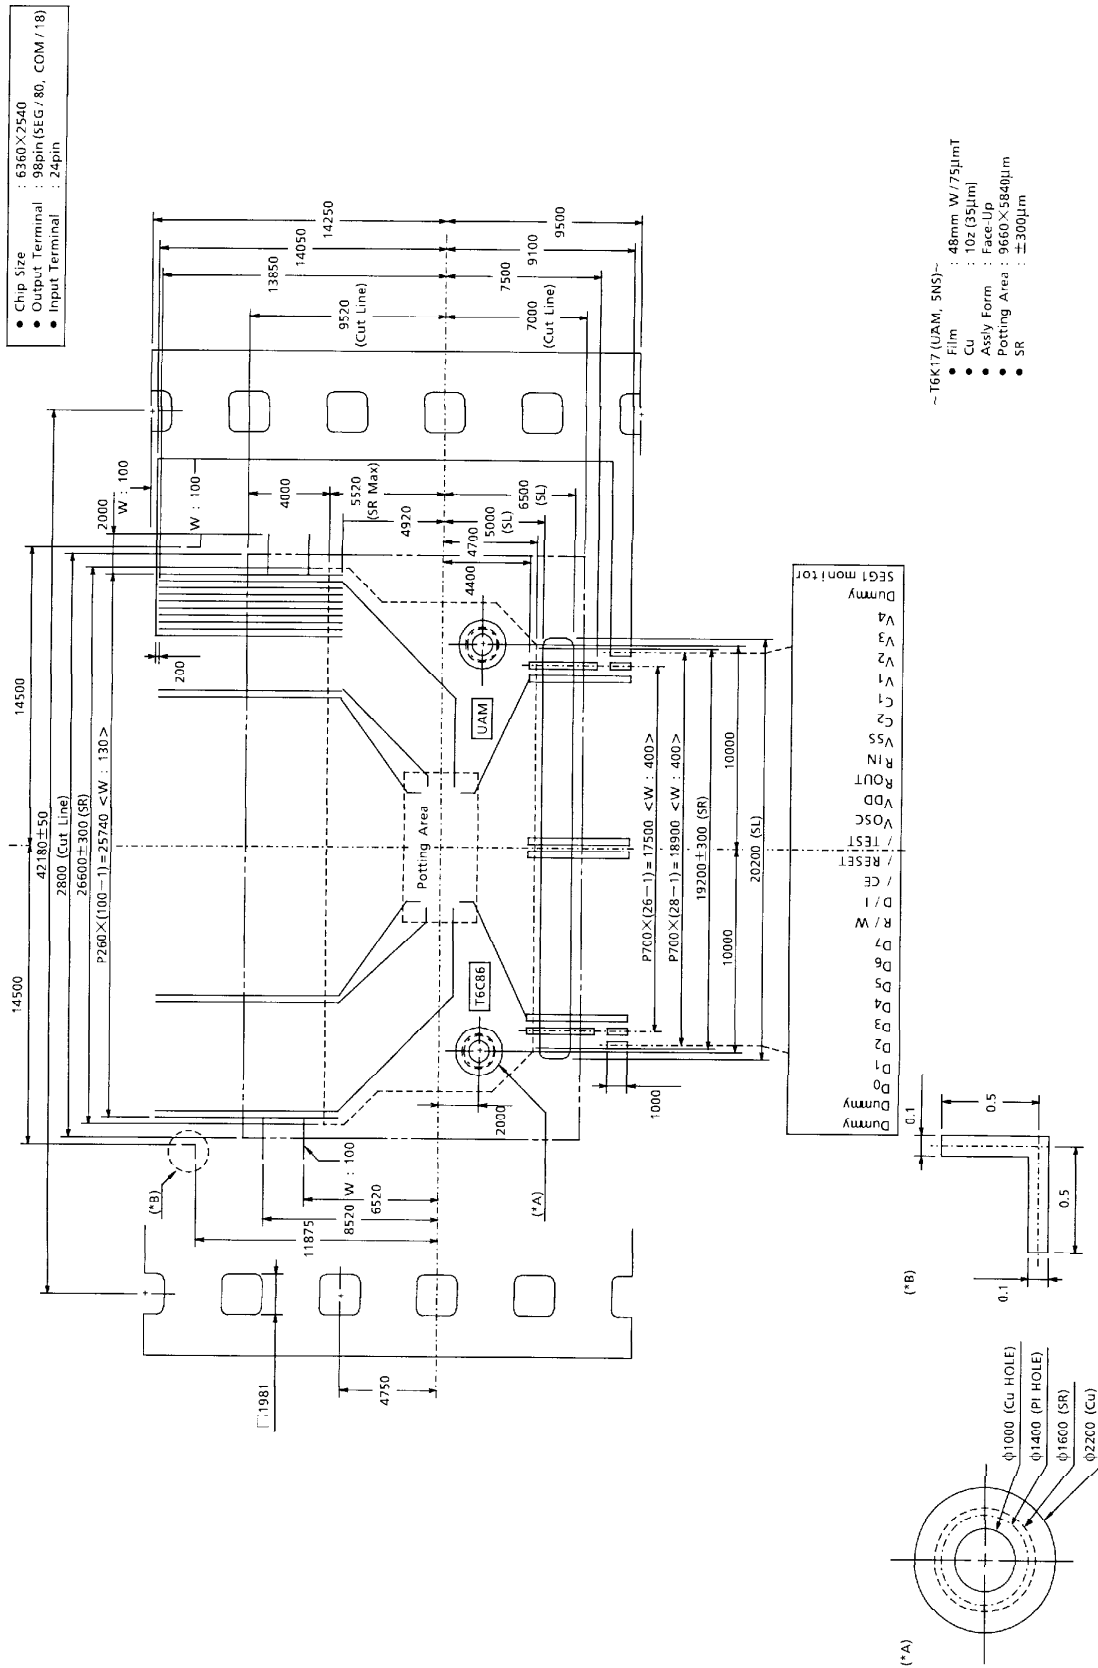 • Chip Size : 6360×2540
• Output Terminal : 98pin(SEG/80, COM/18)
• Input Terminal : 24pin
14500
14500
42180±50
2800 (Cut Line)
26600±300 (SR)
P260×(100−1)=25740 <W : 130>
200
2000
W : 100
W : 100
4000
5520
(SR Max)
4920
4700
4400
5000
(SL)
6500
(SL)
9520
(Cut Line)
7000
(Cut Line)
13850
7500
14050
9100
14250
9500
(*B)
11875
8520
W : 100
6520
□1981
4750
2000
(*A)
1000
Potting Area
T6C86
UAM
P700×(26−1)=17500 <W : 400>
P700×(28−1)=18900 <W : 400>
19200±300 (SR)
10000
10000
20200 (SL)
Dummy
Dummy
D0
D1
D2
D3
D4
D5
D6
D7
R / W
D / I
/ CE
/ RESET
/ TEST
VOSC
VDD
ROUT
RIN
VSS
C2
C1
V1
V2
V3
V4
Dummy
SEG1 monitor
~T6K17 (UAM, 5NS)~
• Film : 48mm W/75μmT
• Cu : 1Oz (35μm)
• Ass'y Form : Face-Up
• Potting Area : 9660×5840μm
• SR : ±300μm
(*A)
φ1000 (Cu HOLE)
φ1400 (PI HOLE)
φ1600 (SR)
φ2200 (Cu)
(*B)
0.1
0.5
0.1
0.5